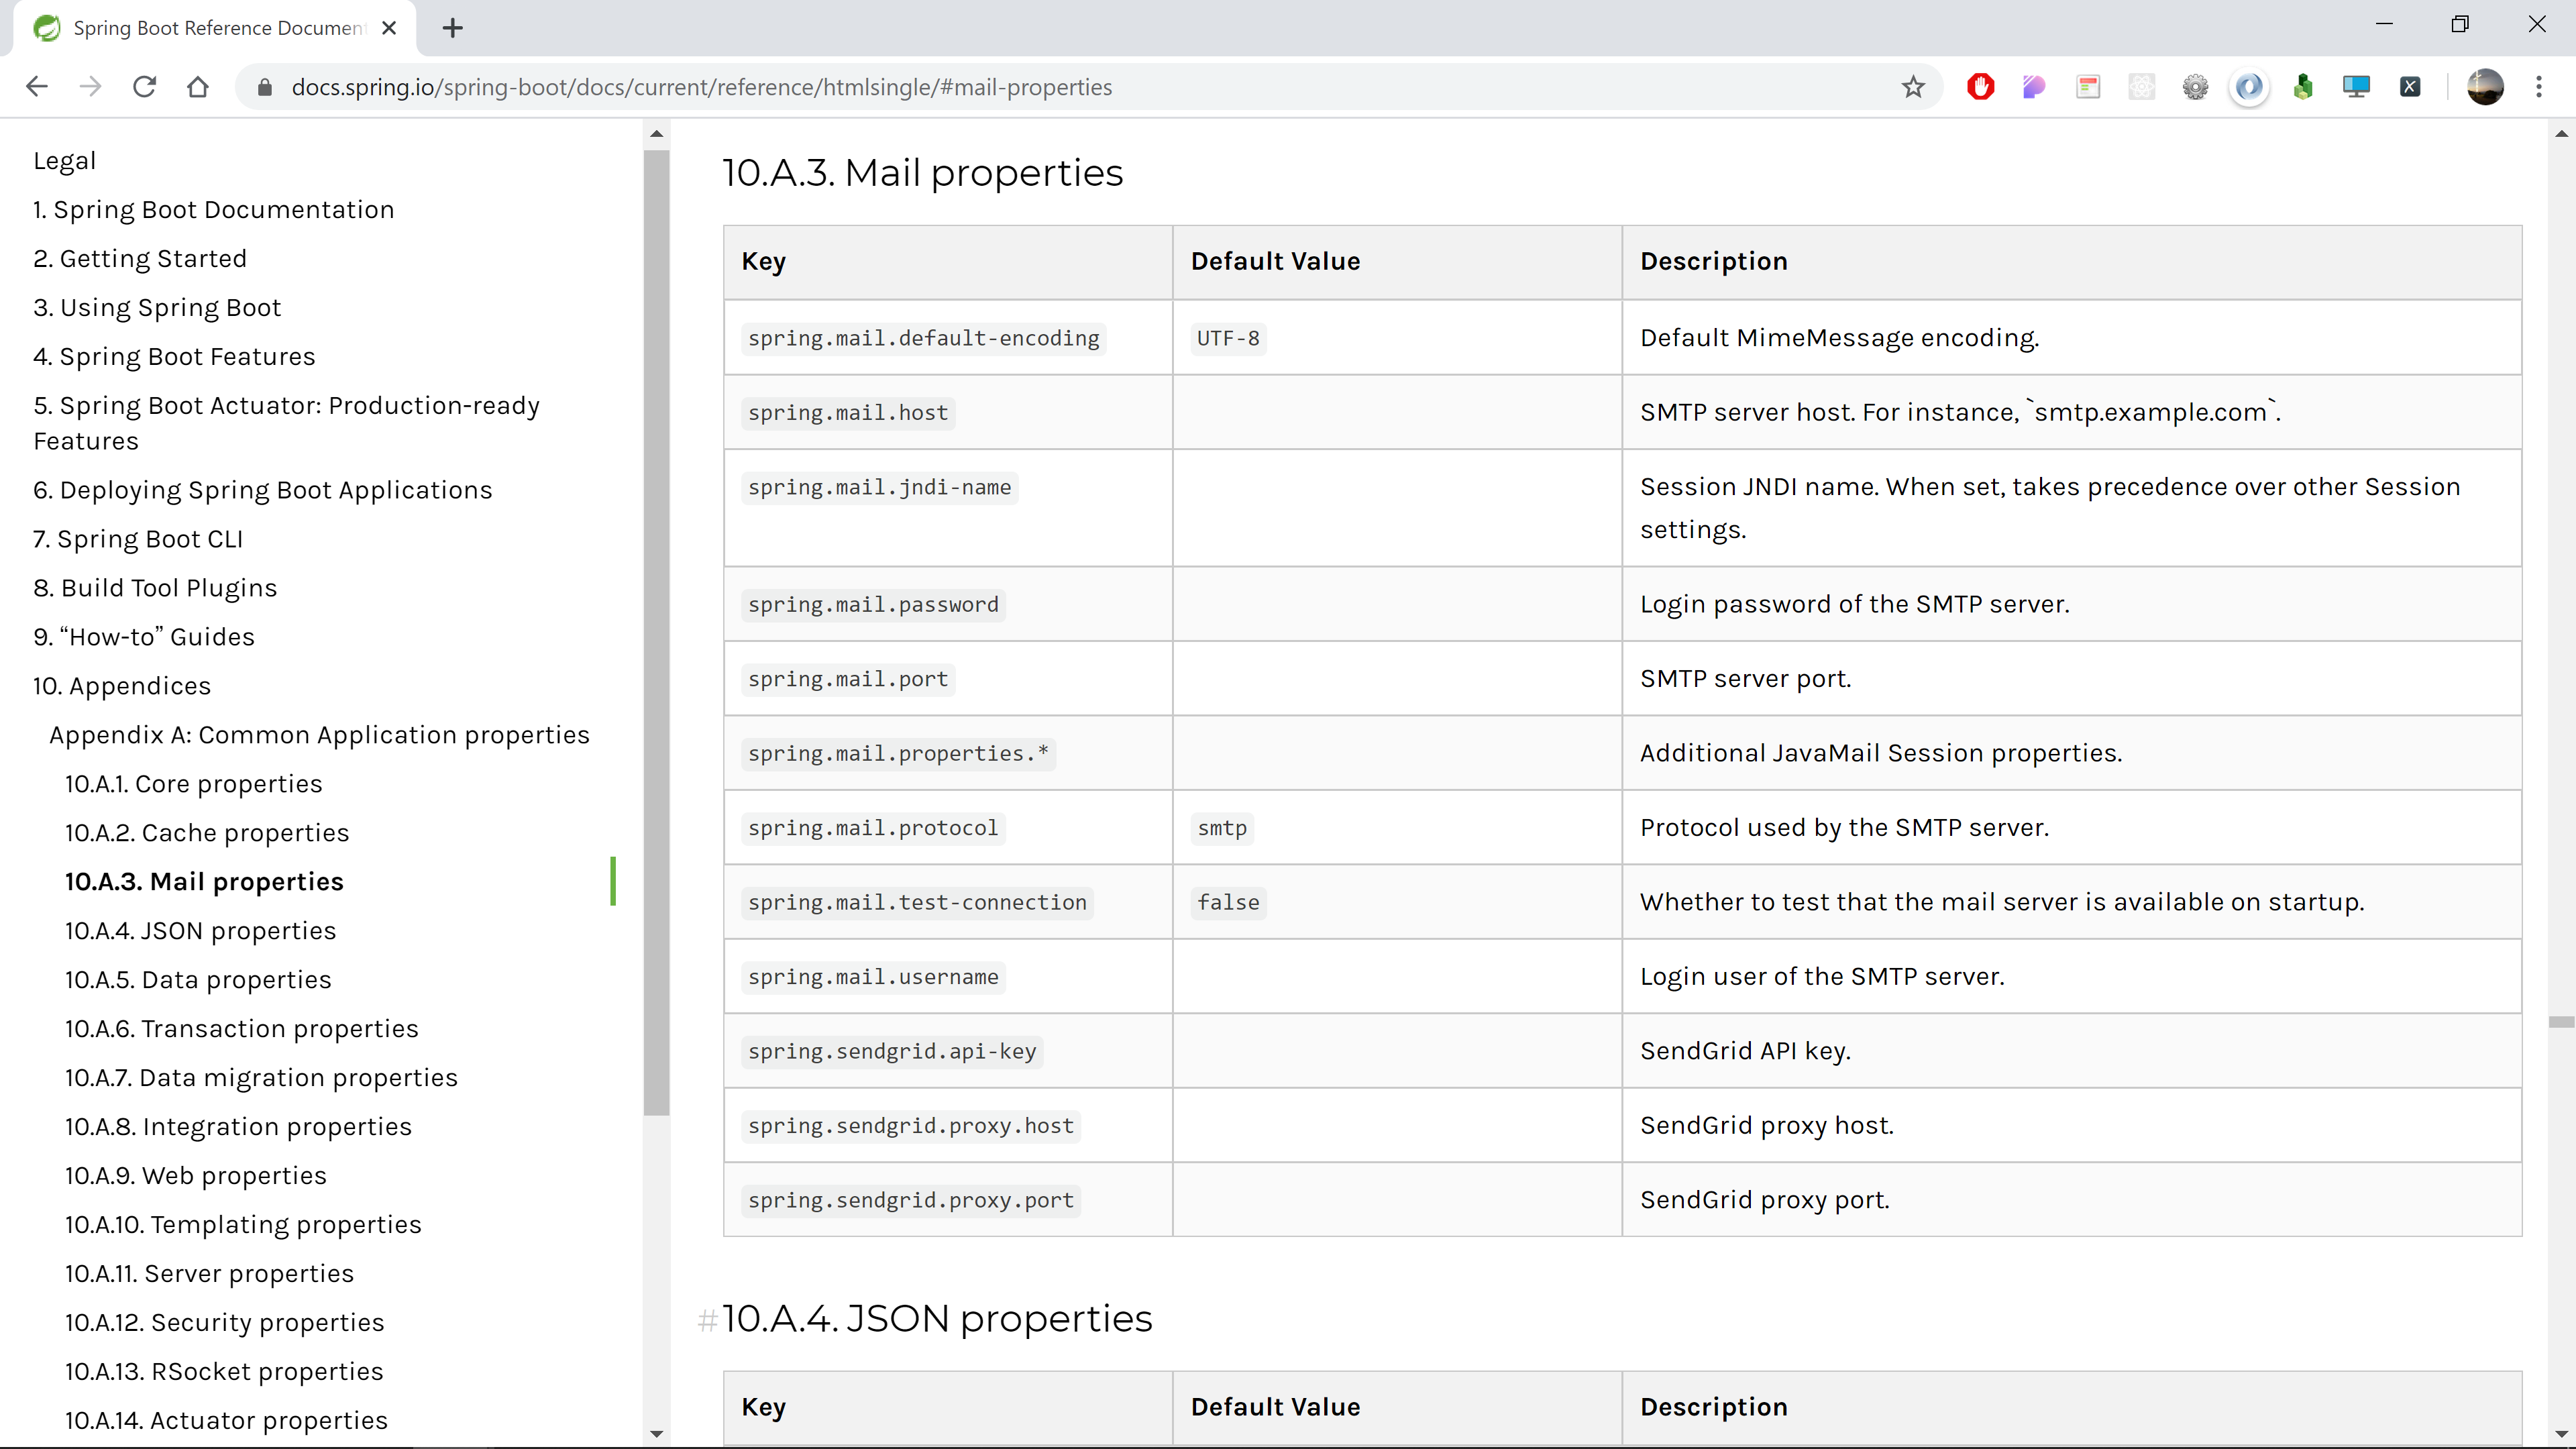 Spring Boot Reference Documen
docs.spring.io/spring-boot/docs/current/reference/htmlsingle/#mail-properties
Legal
1. Spring Boot Documentation
2. Getting Started
3. Using Spring Boot
4. Spring Boot Features
5. Spring Boot Actuator: Production-ready
Features
6. Deploying Spring Boot Applications
7. Spring Boot CLI
8. Build Tool Plugins
9. “How-to” Guides
10. Appendices
Appendix A: Common Application properties
10.A.1. Core properties
10.A.2. Cache properties
10.A.3. Mail properties
10.A.4. JSON properties
10.A.5. Data properties
10.A.6. Transaction properties
10.A.7. Data migration properties
10.A.8. Integration properties
10.A.9. Web properties
10.A.10. Templating properties
10.A.11. Server properties
10.A.12. Security properties
10.A.13. RSocket properties
10.A.14. Actuator properties
10.A.3. Mail properties
Key Default Value Description
spring.mail.default-encoding UTF-8 Default MimeMessage encoding.
spring.mail.host SMTP server host. For instance, `smtp.example.com`.
spring.mail.jndi-name Session JNDI name. When set, takes precedence over other Session
settings.
spring.mail.password Login password of the SMTP server.
spring.mail.port SMTP server port.
spring.mail.properties.* Additional JavaMail Session properties.
spring.mail.protocol smtp Protocol used by the SMTP server.
spring.mail.test-connection false Whether to test that the mail server is available on startup.
spring.mail.username Login user of the SMTP server.
spring.sendgrid.api-key SendGrid API key.
spring.sendgrid.proxy.host SendGrid proxy host.
spring.sendgrid.proxy.port SendGrid proxy port.
#10.A.4. JSON properties
Key Default Value Description